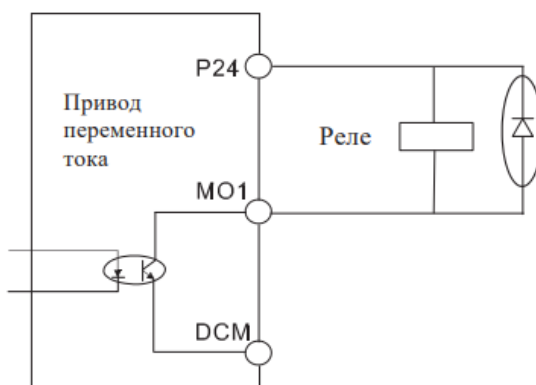 P24
Привод
переменного
тока
Реле
MO1
DCM